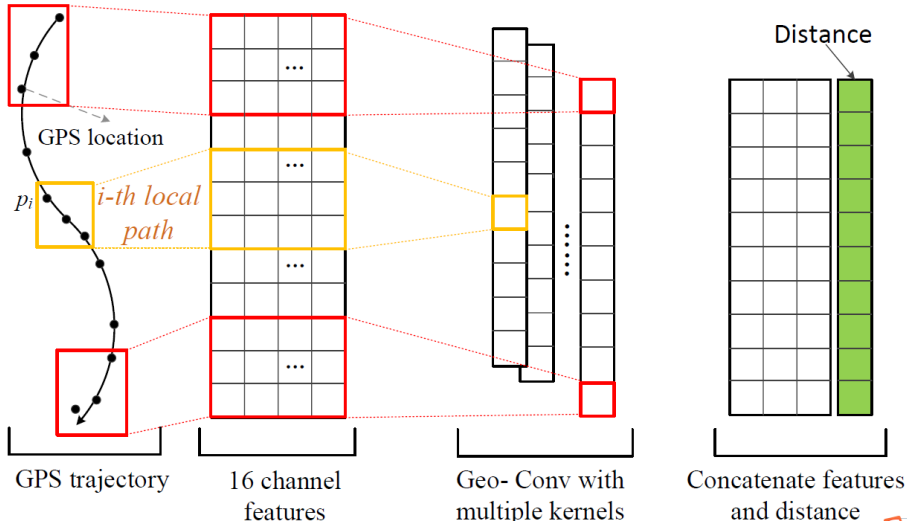 Distance
...
GPS location
...
p_i
i-th local
path
...
......
...
GPS trajectory
16 channel
features
Geo- Conv with
multiple kernels
Concatenate features
and distance